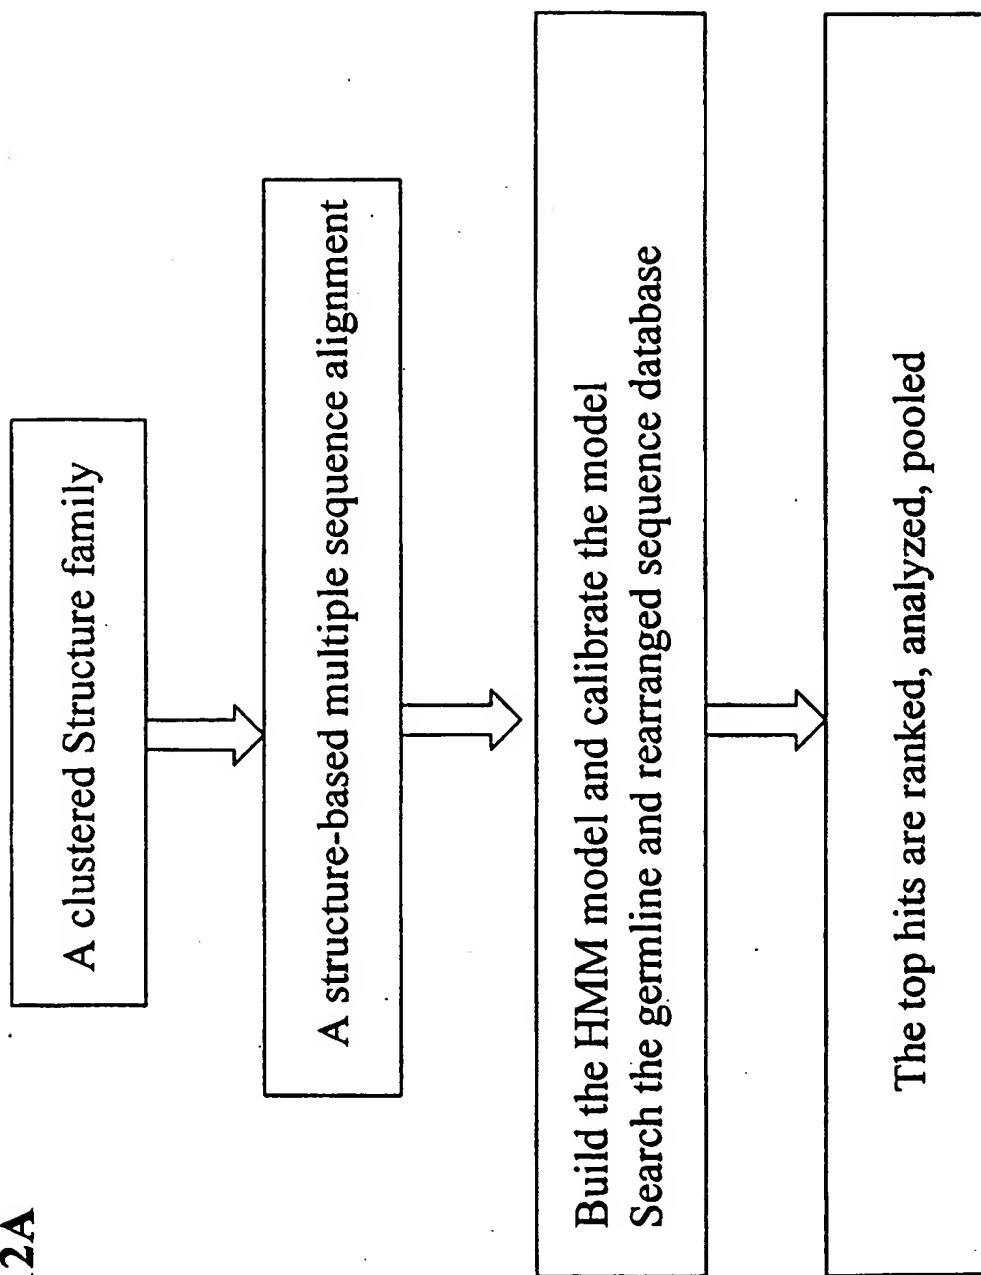 2A
A clustered Structure family
A structure-based multiple sequence alignment
Build the HMM model and calibrate the model
Search the germline and rearranged sequence database
The top hits are ranked, analyzed, pooled